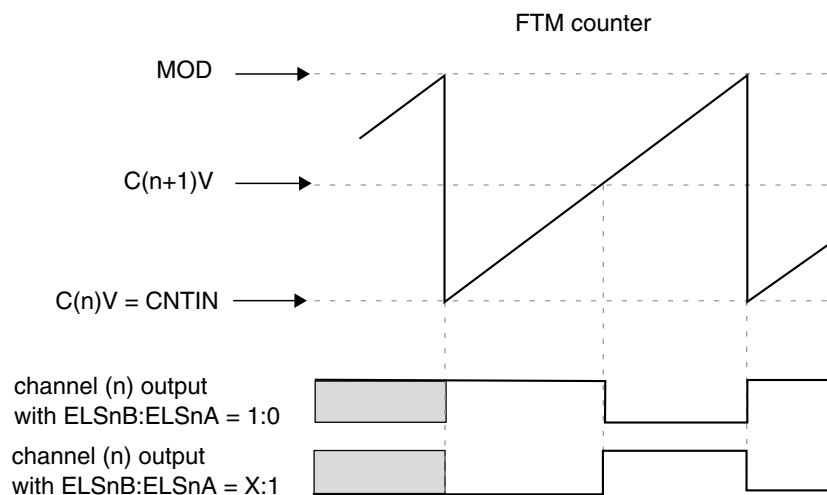 FTM counter
MOD
C(n+1)V
C(n)V = CNTIN
channel (n) output
with ELSnB:ELSnA = 1:0
channel (n) output
with ELSnB:ELSnA = X:1